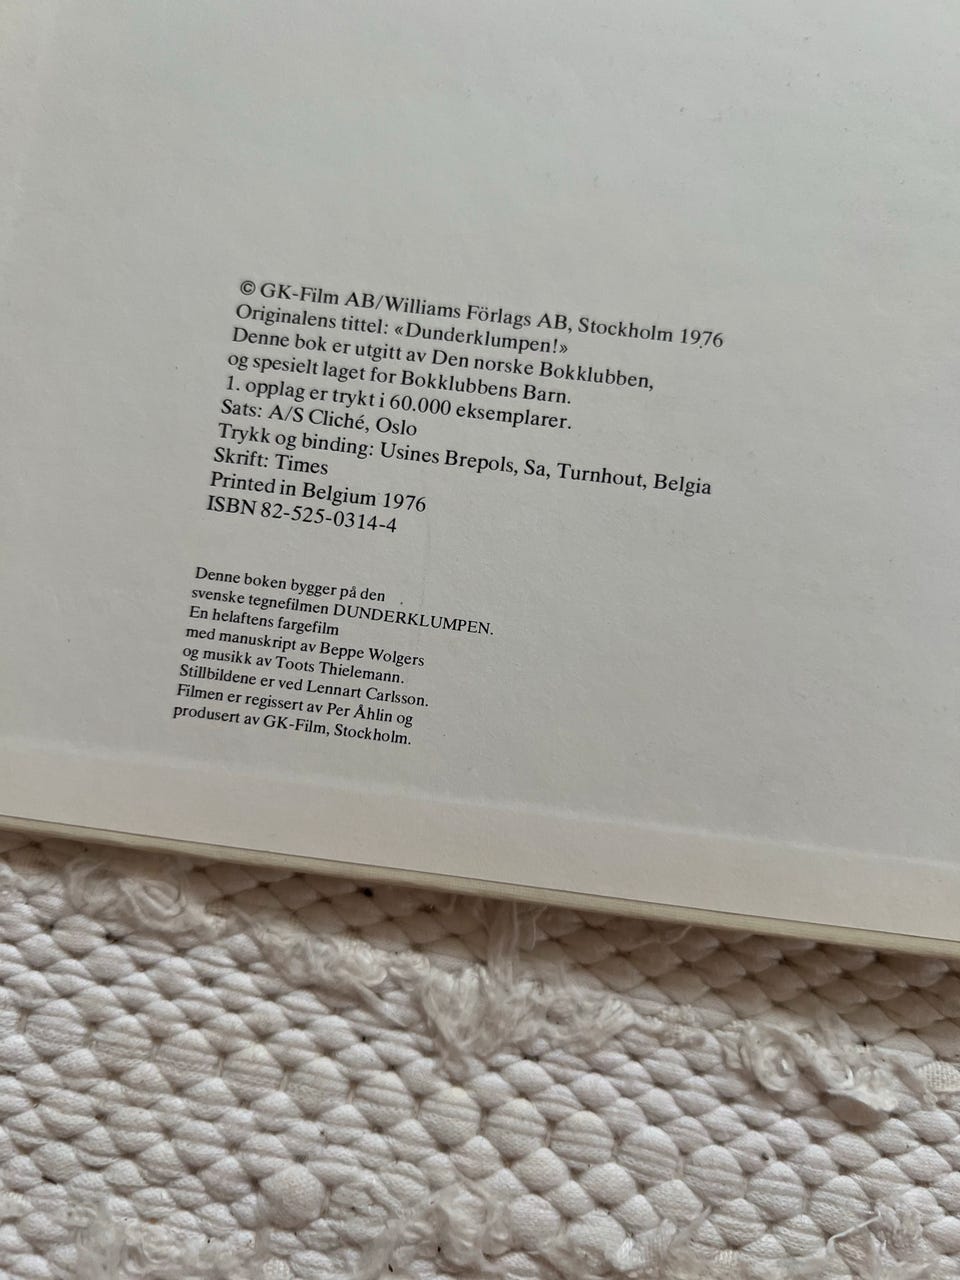 © GK-Film AB/Williams Förlags AB, Stockholm 1976
Originalens tittel: «Dunderklumpen!»
Denne bok er utgitt av Den norske Bokklubben,
og spesielt laget for Bokklubbens Barn.
1. opplag er trykt i 60.000 eksemplarer.
Sats: A/S Cliché, Oslo
Trykk og binding: Usines Brepols, Sa, Turnhout, Belgia
Skrift: Times
Printed in Belgium 1976
ISBN 82-525-0314-4
Denne boken bygger på den
svenske tegnefilmen DUNDERKLUMPEN.
En helaftens fargefilm
med manuskript av Beppe Wolgers
og musikk av Toots Thielemann.
Stillbildene er ved Lennart Carlsson.
Filmen er regissert av Per Åhlin og
produsert av GK-Film, Stockholm.